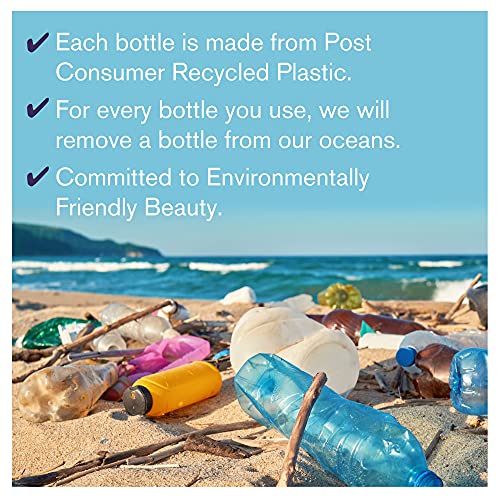 Each bottle is made from Post
Consumer Recycled Plastic.
For every bottle you use, we will
remove a bottle from our oceans.
Committed to Environmentally
Friendly Beauty.